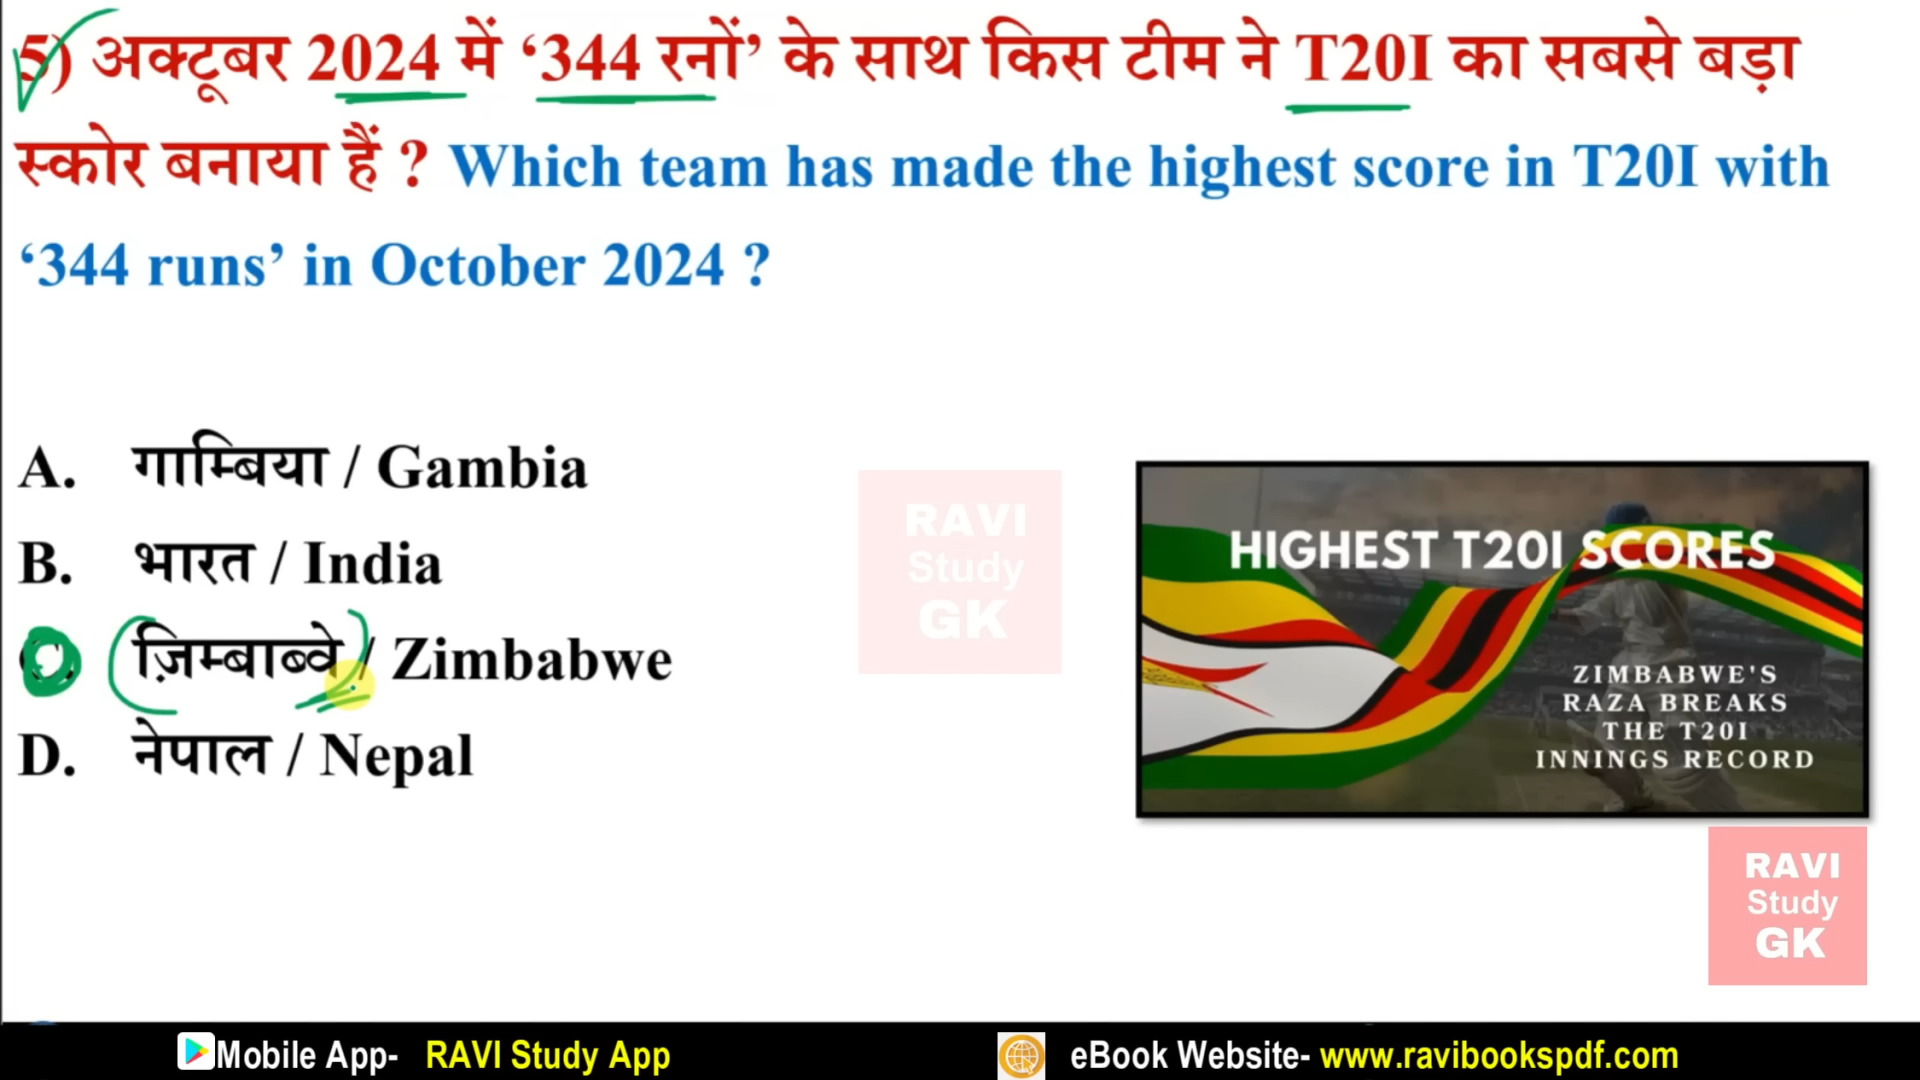 5) अक्टूबर 2024 में ‘344 रनों’ के साथ किस टीम ने T20I का सबसे बड़ा
स्कोर बनाया हैं ? Which team has made the highest score in T20I with
‘344 runs’ in October 2024 ?
A. गाम्बिया / Gambia
B. भारत / India
C. ज़िम्बाब्वे / Zimbabwe
D. नेपाल / Nepal
RAVI
Study
GK
HIGHEST T20I SCORES
ZIMBABWE'S
RAZA BREAKS
THE T20I
INNINGS RECORD
RAVI
Study
GK
Mobile App- RAVI Study App
eBook Website- www.ravibookspdf.com